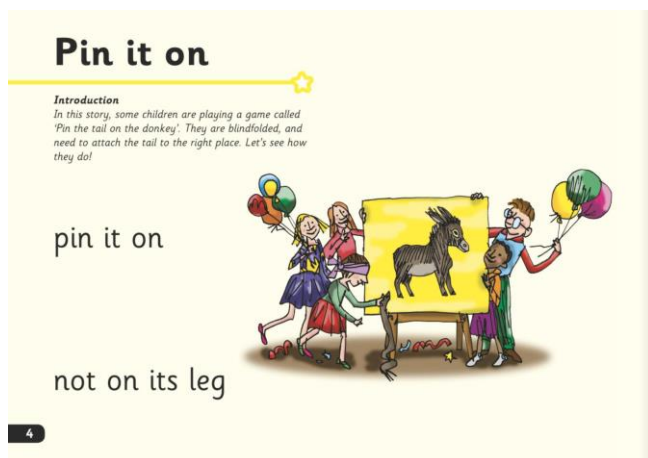 Pin it on
Introduction
In this story, some children are playing a game called
'Pin the tail on the donkey'. They are blindfolded, and
need to attach the tail to the right place. Let's see how
they do!
pin it on
not on its leg
4